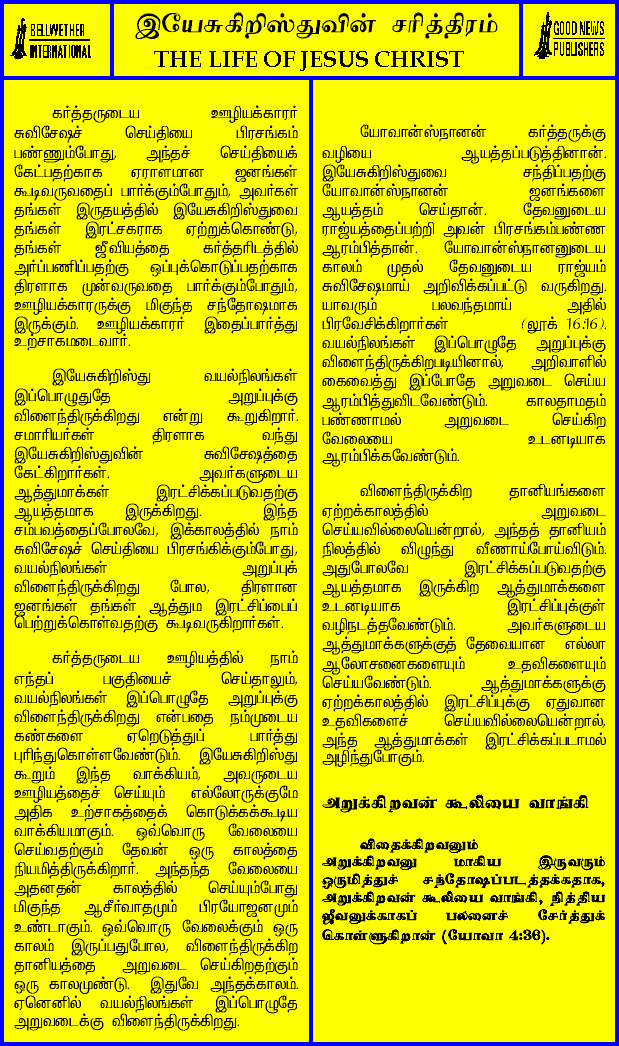 BELLWETHER
INTERNATIONAL
இயேசுகிறிஸ்துவின் சரித்திரம்
THE LIFE OF JESUS CHRIST
GOOD NEWS
PUBLISHERS
கர்த்தருடைய ஊழியக்காரர்
சுவிசேஷச் செய்தியை பிரசங்கம்
பண்ணும்போது, அந்தச் செய்தியைக்
கேட்பதற்காக ஏராளமான ஜனங்கள்
கூடிவருவதைப் பார்க்கும்போதும், அவர்கள்
தங்கள் இருதயத்தில் இயேசுகிறிஸ்துவை
தங்கள் இரட்சகராக ஏற்றுக்கொண்டு,
தங்கள் ஜீவியத்தை கர்த்தரிடத்தில்
அர்ப்பணிப்பதற்கு ஒப்புக்கொடுப்பதற்காக
திரளாக முன்வருவதை பார்க்கும்போதும்,
ஊழியக்காரருக்கு மிகுந்த சந்தோஷமாக
இருக்கும். ஊழியக்காரர் இதைப்பார்த்து
உற்சாகமடைவார்.
இயேசுகிறிஸ்து வயல்நிலங்கள்
இப்பொழுதுதே அறுப்புக்கு
விளைந்திருக்கிறது என்று கூறுகிறார்.
சமாரியர்கள் திரளாக வந்து
இயேசுகிறிஸ்துவின் சுவிசேஷத்தை
கேட்கிறார்கள். அவர்களுடைய
ஆத்துமாக்கள் இரட்சிக்கப்படுவதற்கு
ஆயத்தமாக இருக்கிறது. இந்த
சம்பவத்தைப்போலவே, இக்காலத்தில் நாம்
சுவிசேஷச் செய்தியை பிரசங்கிக்கும்போது,
வயல்நிலங்கள் அறுப்புக்
விளைந்திருக்கிறது போல, திரளான
ஜனங்கள் தங்கள் ஆத்தும இரட்சிப்பைப்
பெற்றுக்கொள்வதற்கு கூடிவருகிறார்கள்.
கர்த்தருடைய ஊழியத்தில் நாம்
எந்தப் பகுதியைச் செய்தாலும்,
வயல்நிலங்கள் இப்பொழுதே அறுப்புக்கு
விளைந்திருக்கிறது என்பதை நம்முடைய
கண்களை ஏறெடுத்துப் பார்த்து
புரிந்துகொள்ளவேண்டும். இயேசுகிறிஸ்து
கூறும் இந்த வாக்கியம், அவருடைய
ஊழியத்தைச் செய்யும் எல்லோருக்குமே
அதிக உற்சாகத்தைக் கொடுக்கக்கூடிய
வாக்கியமாகும். ஒவ்வொரு வேலையை
செய்வதற்கும் தேவன் ஒரு காலத்தை
நியமித்திருக்கிறார். அந்தந்த வேலையை
அதனதன் காலத்தில் செய்யும்போது
மிகுந்த ஆசீர்வாதமும் பிரயோஜனமும்
உண்டாகும். ஒவ்வொரு வேலைக்கும் ஒரு
காலம் இருப்பதுபோல, விளைந்திருக்கிற
தானியத்தை அறுவடை செய்கிறதற்கும்
ஒரு காலமுண்டு. இதுவே அந்தக்காலம்.
ஏனெனில் வயல்நிலங்கள் இப்பொழுதே
அறுவடைக்கு விளைந்திருக்கிறது.
யோவான்ஸ்நானன் கர்த்தருக்கு
வழியை ஆயத்தப்படுத்தினான்.
இயேசுகிறிஸ்துவை சந்திப்பதற்கு
யோவான்ஸ்நானன் ஜனங்களை
ஆயத்தம் செய்தான். தேவனுடைய
ராஜ்யத்தைப்பற்றி அவன் பிரசங்கம்பண்ண
ஆரம்பித்தான். யோவான்ஸ்நானனுடைய
காலம் முதல் தேவனுடைய ராஜ்யம்
சுவிசேஷமாய் அறிவிக்கப்பட்டு வருகிறது.
யாவரும் பலவந்தமாய் அதில்
பிரவேசிக்கிறார்கள் (லூக் 16:16).
வயல்நிலங்கள் இப்பொழுதே அறுப்புக்கு
விளைந்திருக்கிறபடியினால், அறிவாளில்
கைவைத்து இப்போதே அறுவடை செய்ய
ஆரம்பித்துவிடவேண்டும். காலதாமதம்
பண்ணாமல் அறுவடை செய்கிற
வேலையை உடனடியாக
ஆரம்பிக்கவேண்டும்.
விளைந்திருக்கிற தானியங்களை
ஏற்றகாலத்தில் அறுவடை
செய்யவில்லையென்றால், அந்தத் தானியம்
நிலத்தில் விழுந்து வீணாய்போய்விடும்.
அதுபோலவே இரட்சிக்கப்படுவதற்கு
ஆயத்தமாக இருக்கிற ஆத்துமாக்களை
உடனடியாக இரட்சிப்புக்குள்
வழிநடத்தவேண்டும். அவர்களுடைய
ஆத்துமாக்களுக்குத் தேவையான எல்லா
ஆலோசனைகளையும் உதவிகளையும்
செய்யவேண்டும். ஆத்துமாக்களுக்கு
ஏற்றகாலத்தில் இரட்சிப்புக்கு ஏதுவான
உதவிகளைச் செய்யவில்லையென்றால்,
அந்த ஆத்துமாக்கள் இரட்சிக்கப்படாமல்
அழிந்துபோகும்.
அறுக்கிறவன் கூலியை வாங்கி
விதைக்கிறவனும்
அறுக்கிறவனு மாகிய இருவரும்
ஒருமித்துச் சந்தோஷப்படத்தக்கதாக,
அறுக்கிறவன் கூலியை வாங்கி, நித்திய
ஜீவனுக்காகப் பலனைச் சேர்த்துக்
கொள்ளுகிறான் (யோவா 4:36).